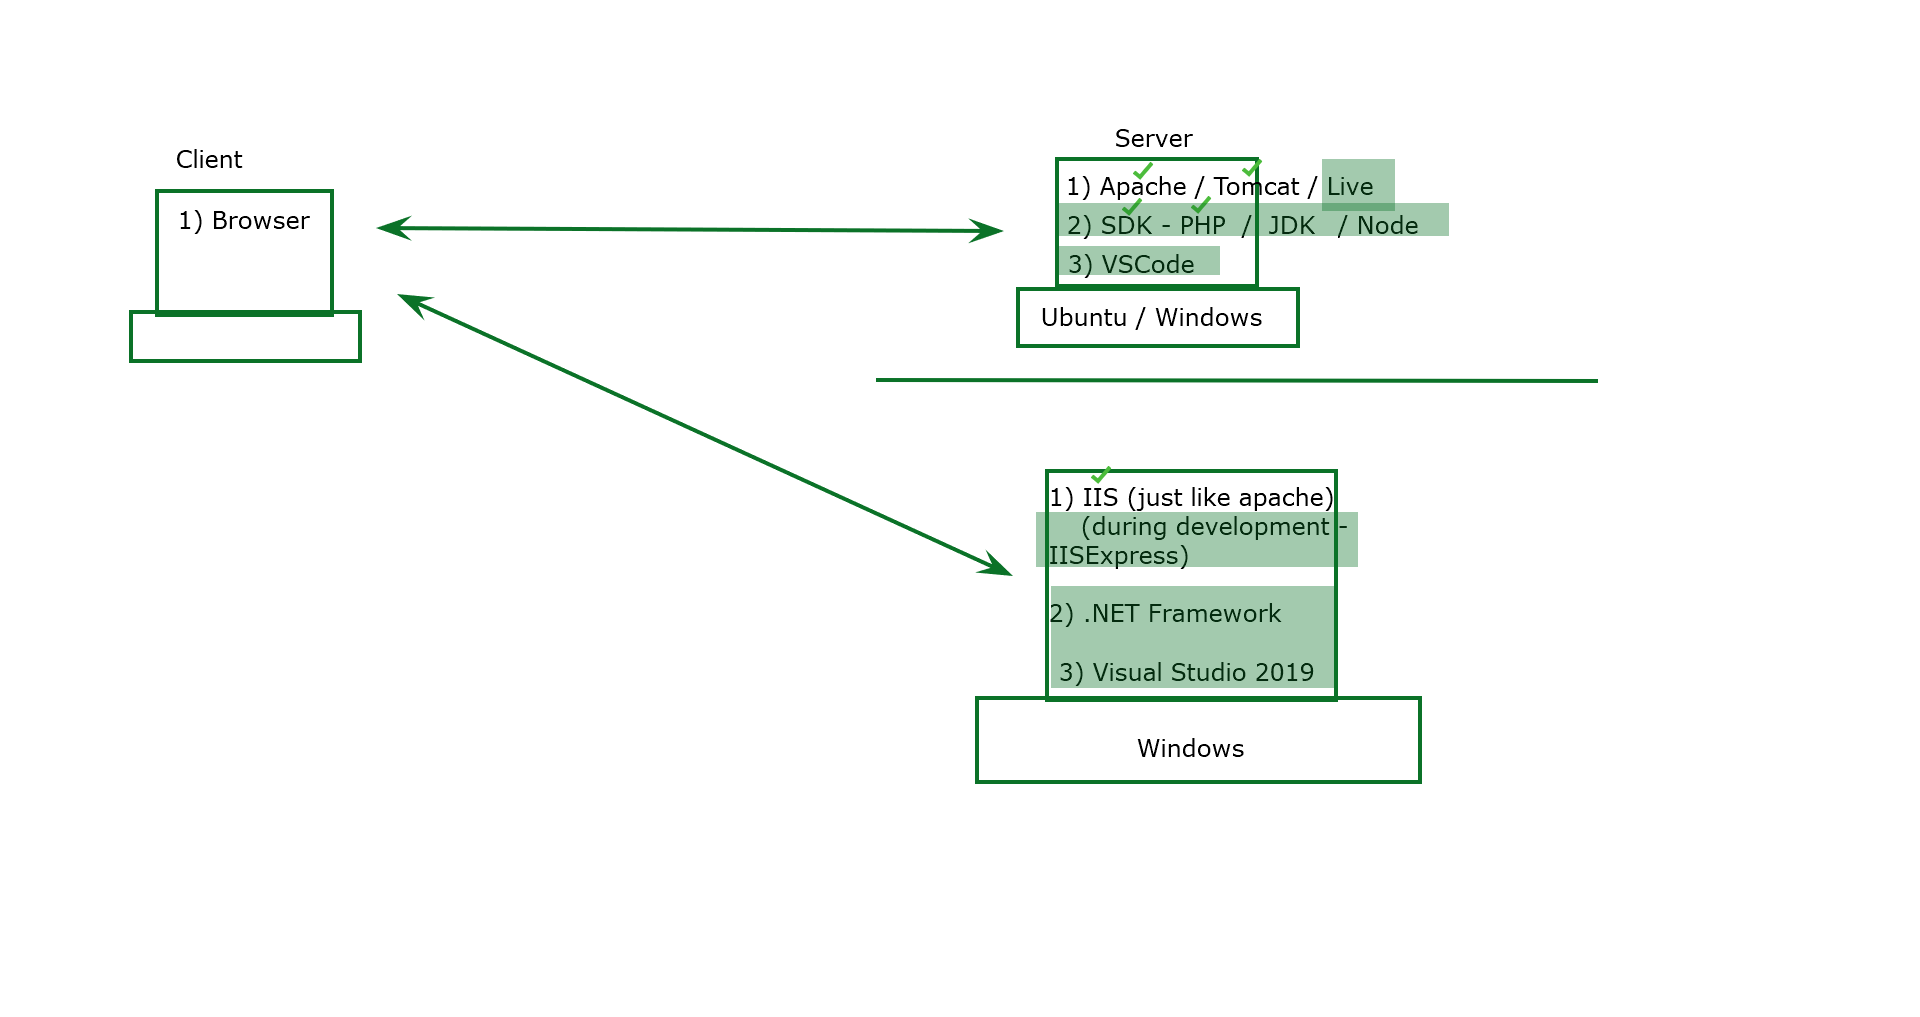 Client
1) Browser
Server
1) Apache / Tomcat / Live
2) SDK - PHP / JDK / Node
3) VSCode
Ubuntu / Windows
1) IIS (just like apache)
(during development -
IISExpress)
2) .NET Framework
3) Visual Studio 2019
Windows